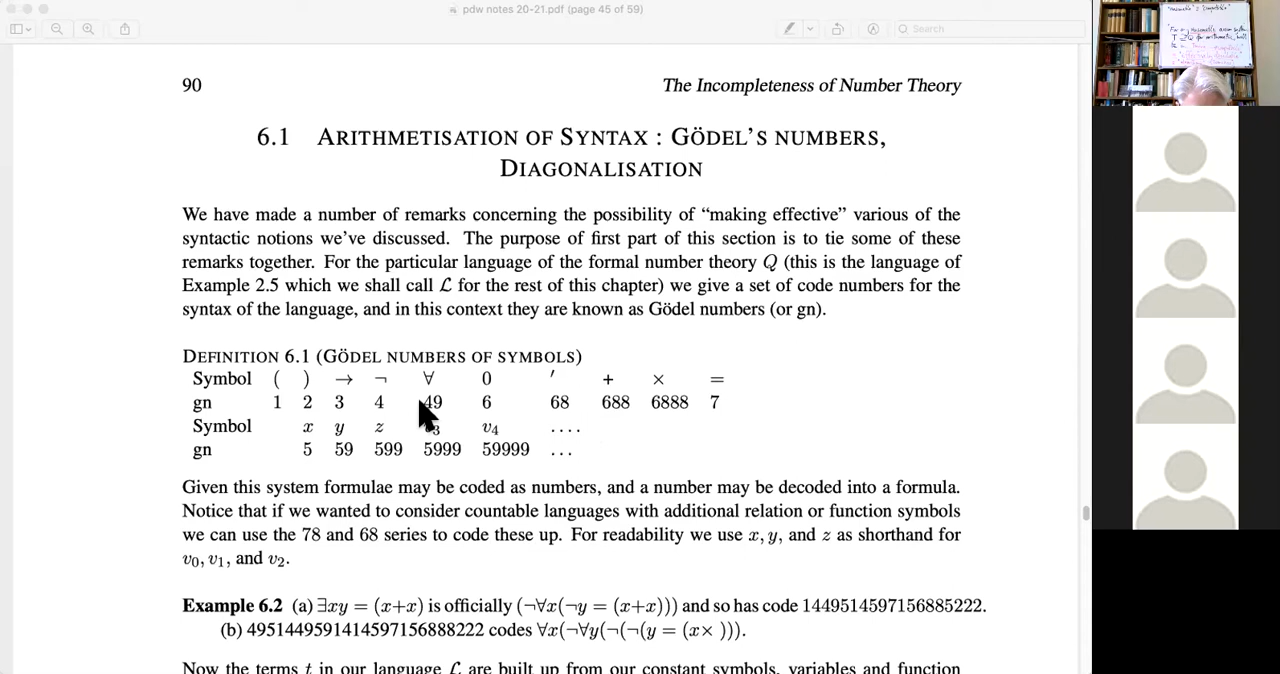 pdw notes 20-21.pdf (page 45 of 59)
Search
90 The Incompleteness of Number Theory
6.1 ARITHMETISATION OF SYNTAX : GÖDEL'S NUMBERS,
DIAGONALISATION
We have made a number of remarks concerning the possibility of “making effective” various of the
syntactic notions we've discussed. The purpose of first part of this section is to tie some of these
remarks together. For the particular language of the formal number theory Q (this is the language of
Example 2.5 which we shall call ℒ for the rest of this chapter) we give a set of code numbers for the
syntax of the language, and in this context they are known as Gödel numbers (or gn).
DEFINITION 6.1 (GÖDEL NUMBERS OF SYMBOLS)
Symbol ( ) → ¬ ∀ 0 ′ + × =
gn 1 2 3 4 49 6 68 688 6888 7
Symbol x y z v₄ ....
gn 5 59 599 5999 59999 ...
Given this system formulae may be coded as numbers, and a number may be decoded into a formula.
Notice that if we wanted to consider countable languages with additional relation or function symbols
we can use the 78 and 68 series to code these up. For readability we use x, y, and z as shorthand for
v₀, v₁, and v₂.
Example 6.2 (a) ∃xy = (x+x) is officially (¬∀x(¬y = (x+x))) and so has code 1449514597156885222.
(b) 4951449591414597156888222 codes ∀x(¬∀y(¬(¬(y = (x× ))).
Now the terms t in our language ℒ are built up from our constant symbols, variables and function